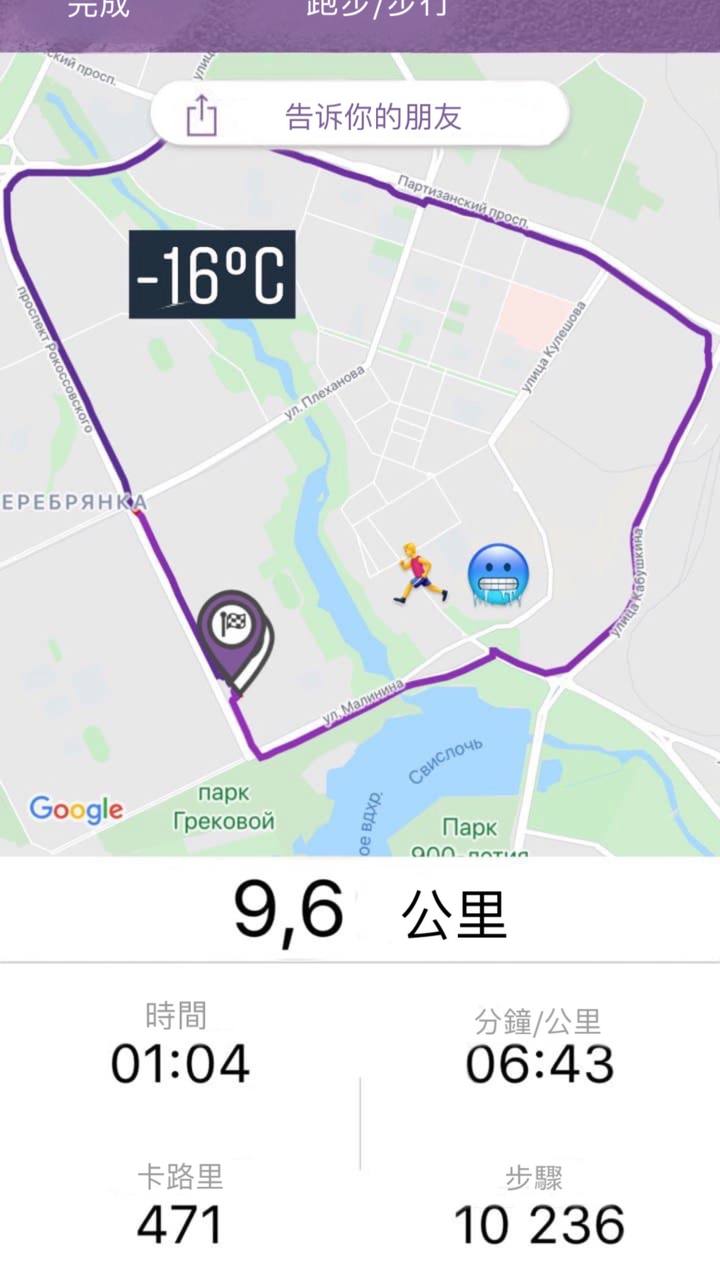 完成 跑步/步行
ский просп.
улиц
告诉你的朋友
Партизанский просп.
-16°C
проспект Рокоссовского
улица Кулешова
ул. Плеханова
ЕРЕБРЯНКА
улица Кабушкина
ул. Малинина
Свислочь
ое вдхр.
парк
Грековой
Парк
900-летия
Google
9,6 公里
時間
01:04
分鐘/公里
06:43
卡路里
471
步驟
10 236